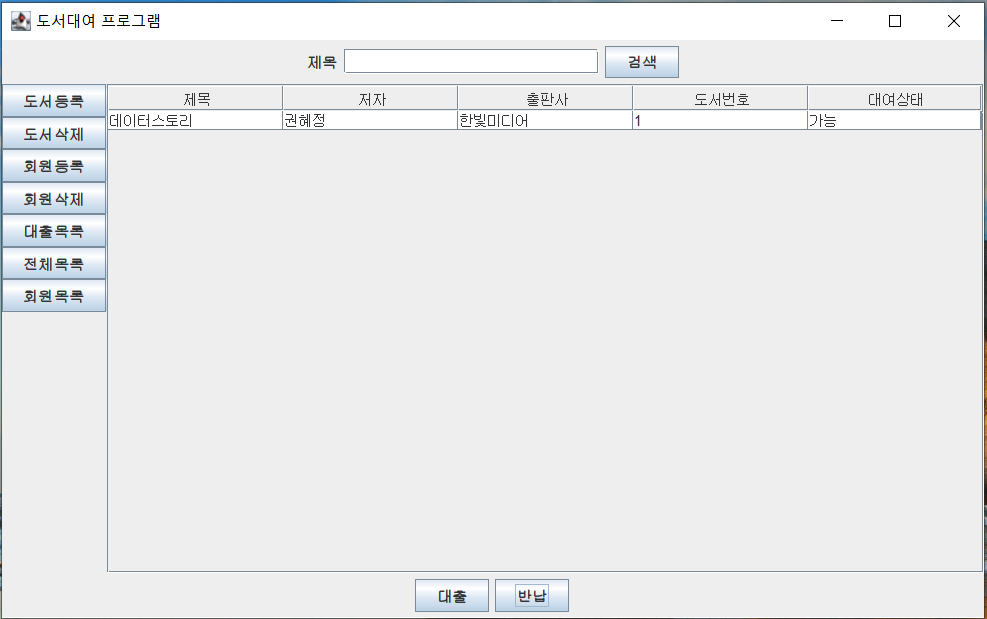 도서대여 프로그램
제목 검색
도서등록
도서삭제
회원등록
회원삭제
대출목록
전체목록
회원목록
제목 저자 출판사 도서번호 대여상태
데이터스토리 권혜정 한빛미디어 1 가능
대출 반납